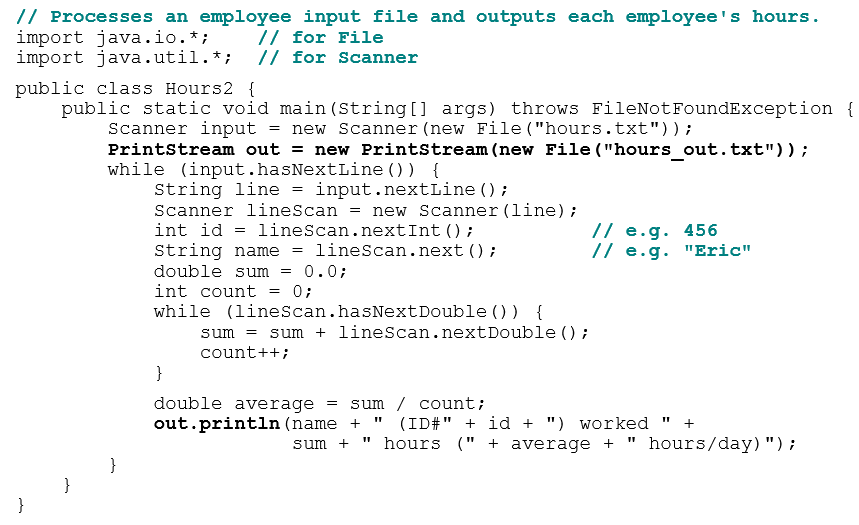 // Processes an employee input file and outputs each employee's hours.
import java.io.*;   // for File
import java.util.*;  // for Scanner
public class Hours2 {
    public static void main(String[] args) throws FileNotFoundException {
        Scanner input = new Scanner(new File("hours.txt"));
        PrintStream out = new PrintStream(new File("hours_out.txt"));
        while (input.hasNextLine()) {
            String line = input.nextLine();
            Scanner lineScan = new Scanner(line);
            int id = lineScan.nextInt();          // e.g. 456
            String name = lineScan.next();        // e.g. "Eric"
            double sum = 0.0;
            int count = 0;
            while (lineScan.hasNextDouble()) {
                sum = sum + lineScan.nextDouble();
                count++;
            }
            double average = sum / count;
            out.println(name + " (ID#" + id + ") worked " +
                        sum + " hours (" + average + " hours/day)");
        }
    }
}